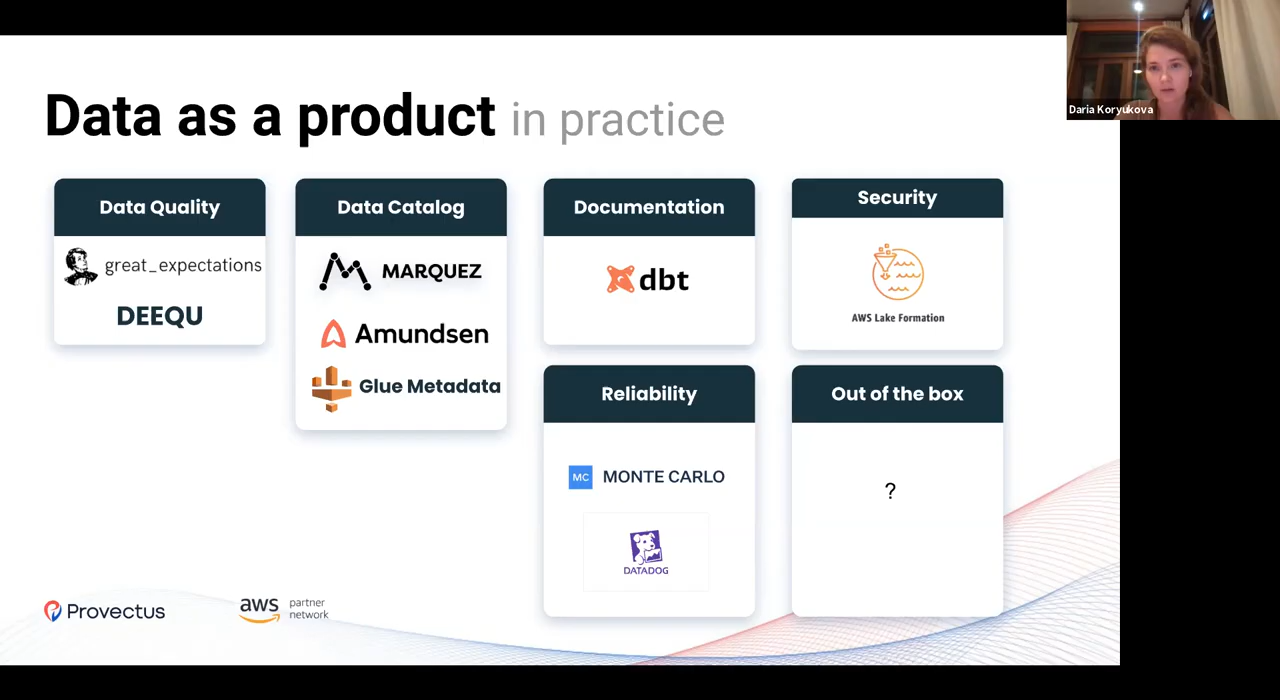 Daria Koryukova
Data as a product in practice
Data Quality
great_expectations
DEEQU
Data Catalog
MARQUEZ
Amundsen
Glue Metadata
Documentation
dbt
Security
AWS Lake Formation
Reliability
MC MONTE CARLO
DATADOG
Out of the box
?
Provectus
aws partner
network